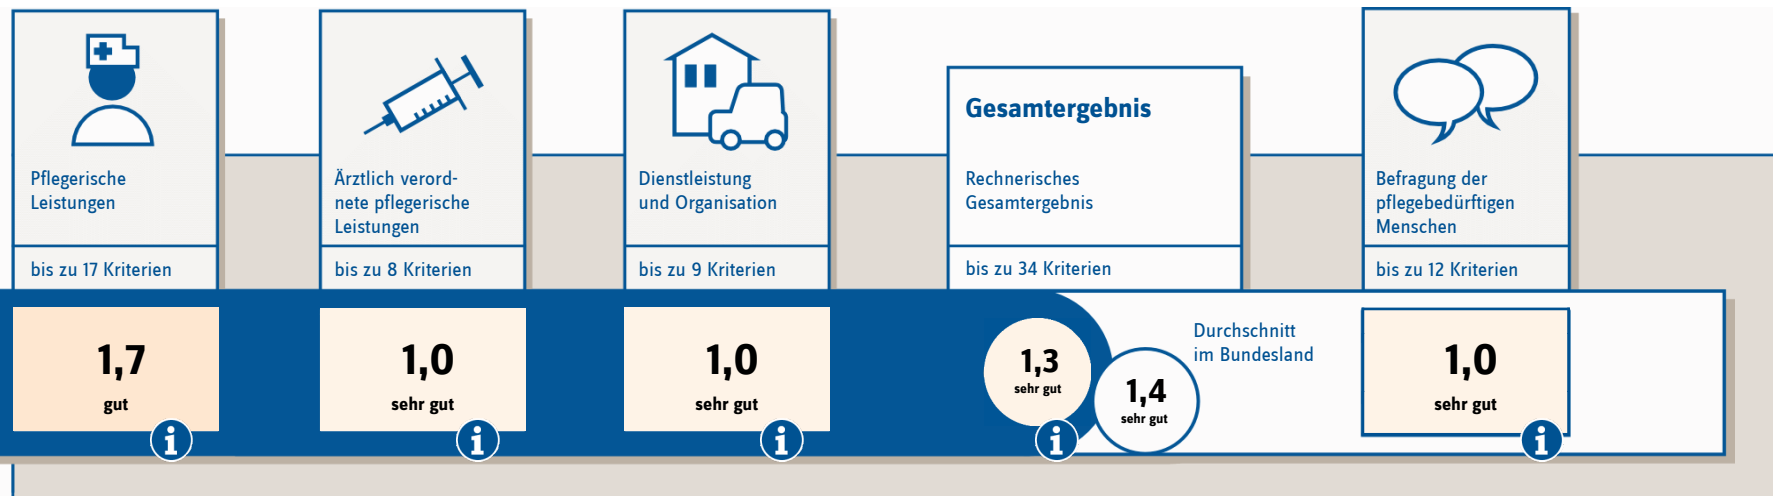 Pflegerische
Leistungen
bis zu 17 Kriterien
1,7
gut
i
Ärztlich verord-
nete pflegerische
Leistungen
bis zu 8 Kriterien
1,0
sehr gut
i
Dienstleistung
und Organisation
bis zu 9 Kriterien
1,0
sehr gut
i
Gesamtergebnis
Rechnerisches
Gesamtergebnis
bis zu 34 Kriterien
1,3
sehr gut
i
1,4
sehr gut
Durchschnitt
im Bundesland
Befragung der
pflegebedürftigen
Menschen
bis zu 12 Kriterien
1,0
sehr gut
i